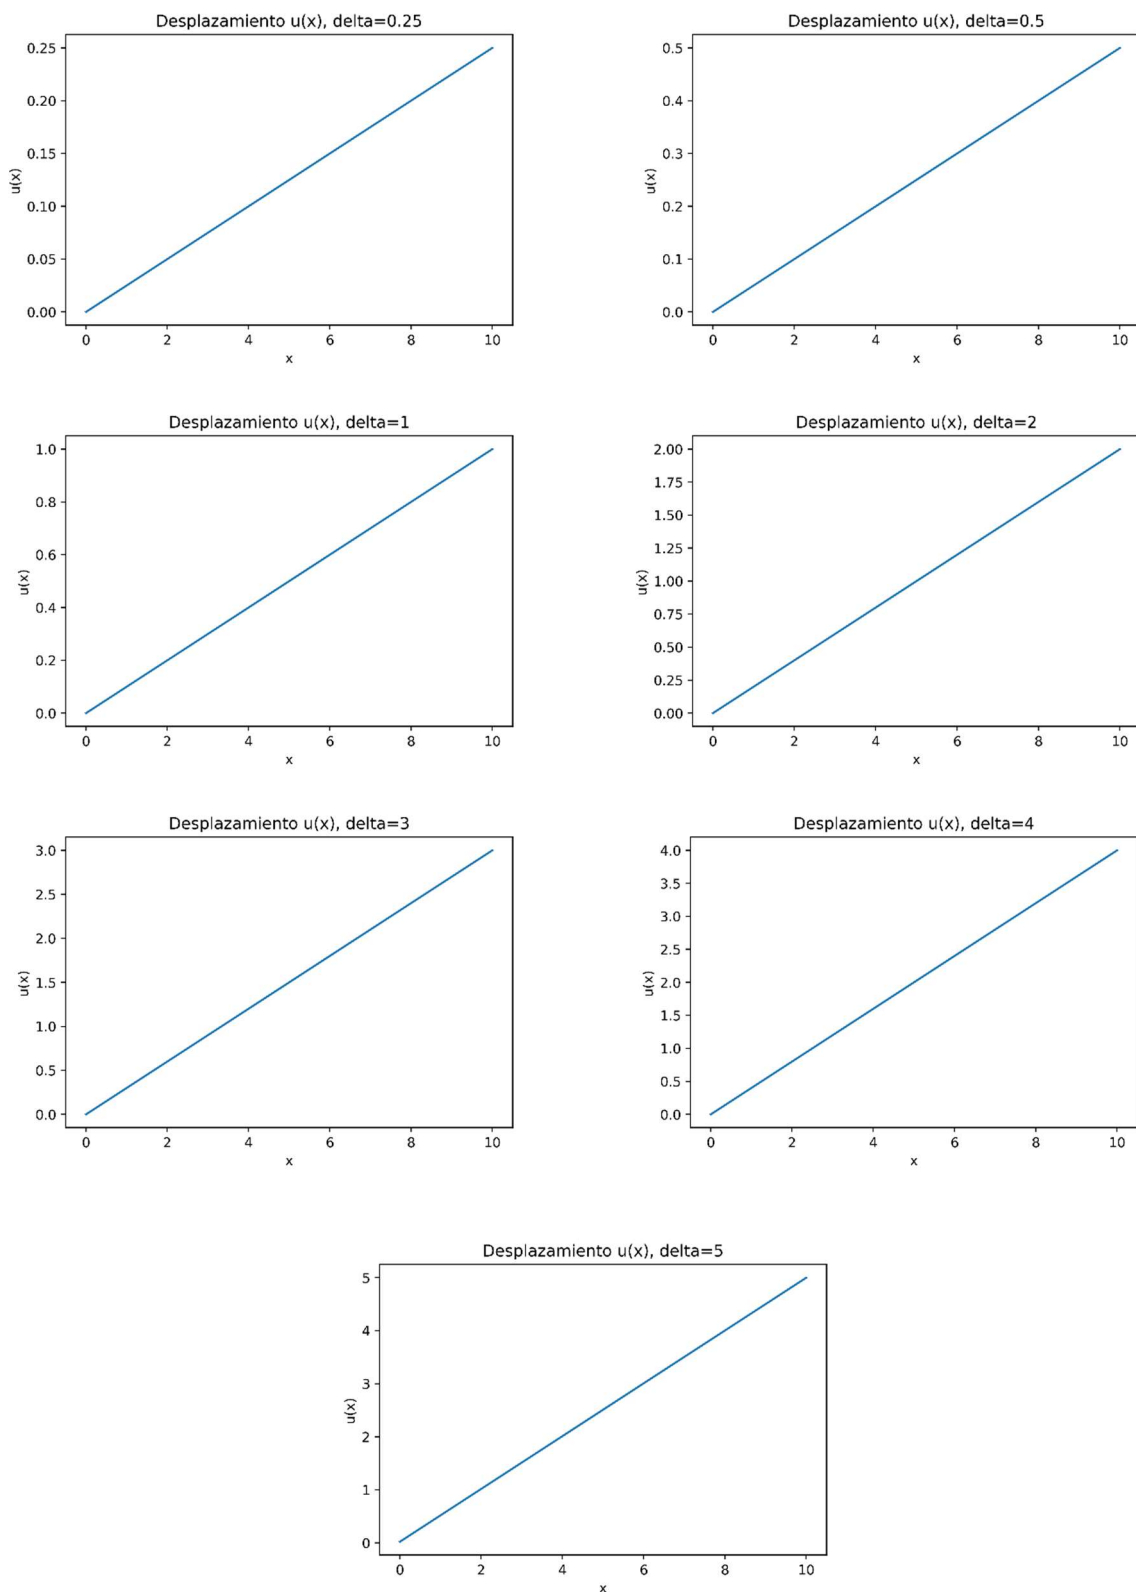 Desplazamiento u(x), delta=0.25
0.25
0.20
0.15
0.10
0.05
0.00
u(x)
0 2 4 6 8 10
x
Desplazamiento u(x), delta=0.5
0.5
0.4
0.3
0.2
0.1
0.0
u(x)
0 2 4 6 8 10
x
Desplazamiento u(x), delta=1
1.0
0.8
0.6
0.4
0.2
0.0
u(x)
0 2 4 6 8 10
x
Desplazamiento u(x), delta=2
2.00
1.75
1.50
1.25
1.00
0.75
0.50
0.25
0.00
u(x)
0 2 4 6 8 10
x
Desplazamiento u(x), delta=3
3.0
2.5
2.0
1.5
1.0
0.5
0.0
u(x)
0 2 4 6 8 10
x
Desplazamiento u(x), delta=4
4.0
3.5
3.0
2.5
2.0
1.5
1.0
0.5
0.0
u(x)
0 2 4 6 8 10
x
Desplazamiento u(x), delta=5
5
4
3
2
1
0
u(x)
0 2 4 6 8 10
x